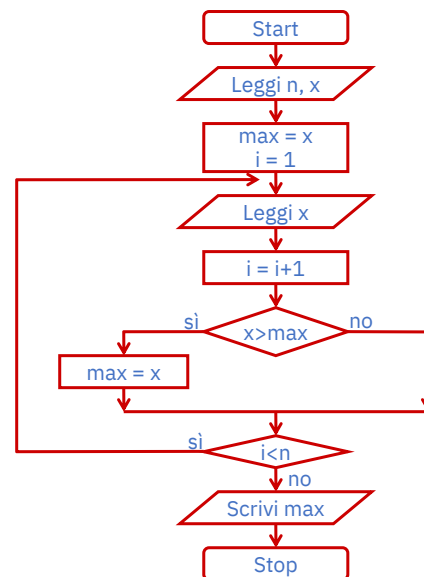 Start
Leggi n, x
max = x
i = 1
Leggi x
i = i+1
sì
x>max
no
max = x
sì
i<n
no
Scrivi max
Stop